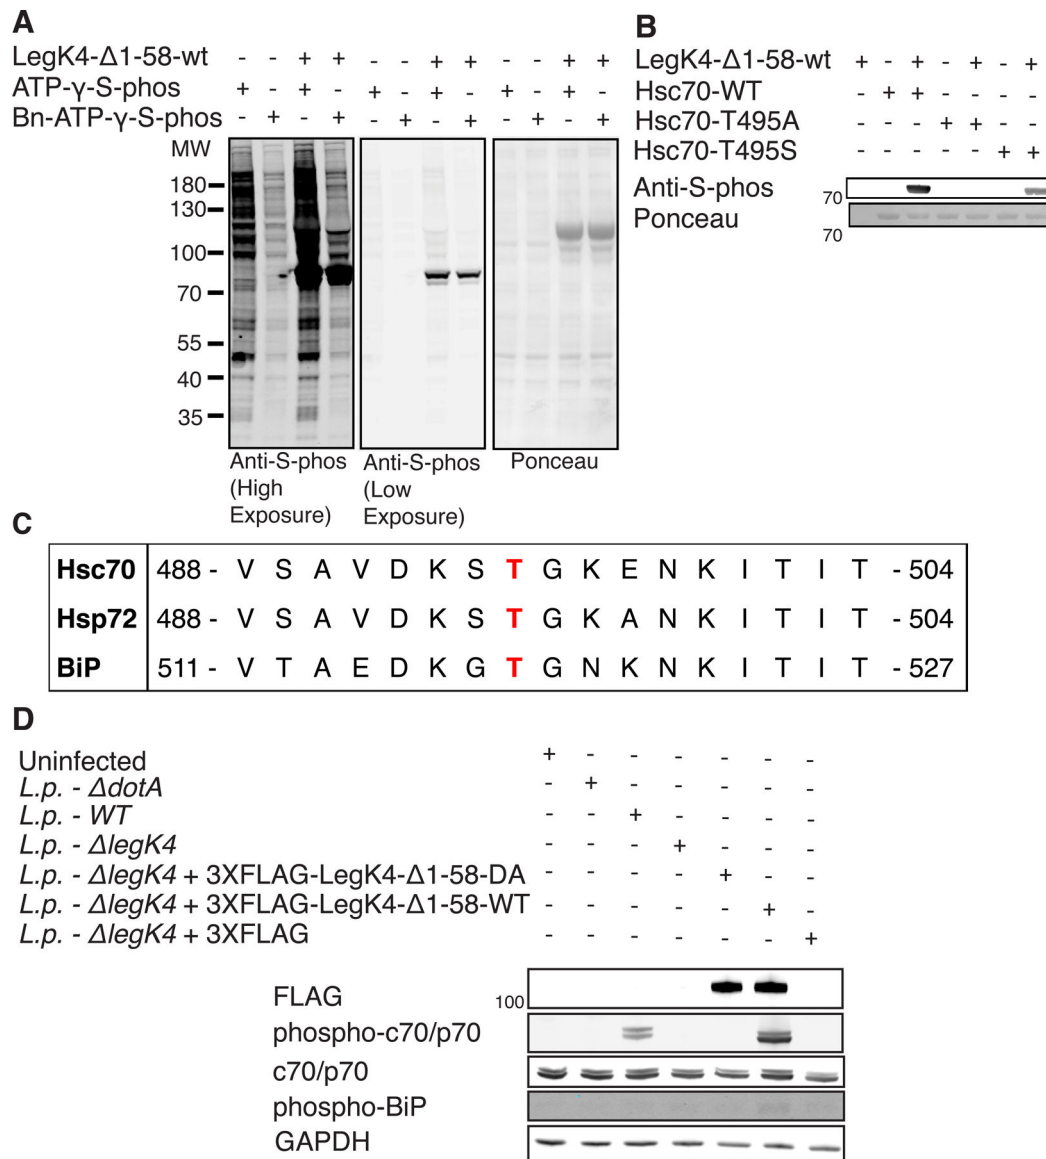 A
LegK4-Δ1-58-wt - - + + - - + + - - + +
ATP-γ-S-phos + - + - + - + - + - + -
Bn-ATP-γ-S-phos - + - + - + - + - + - +
MW
180
130
100
70
55
40
35
Anti-S-phos
(High
Exposure)
Anti-S-phos
(Low
Exposure)
Ponceau
B
LegK4-Δ1-58-wt + - + - + - +
Hsc70-WT - + + - - - -
Hsc70-T495A - - - + + - -
Hsc70-T495S - - - - - + +
Anti-S-phos 70
Ponceau 70
C
Hsc70 488 - V S A V D K S T G K E N K I T I T - 504
Hsp72 488 - V S A V D K S T G K A N K I T I T - 504
BiP 511 - V T A E D K G T G N K N K I T I T - 527
D
Uninfected + - - - - - -
L.p. - ΔdotA - + - - - - -
L.p. - WT - - + - - - -
L.p. - ΔlegK4 - - - + - - -
L.p. - ΔlegK4 + 3XFLAG-LegK4-Δ1-58-DA - - - - + - -
L.p. - ΔlegK4 + 3XFLAG-LegK4-Δ1-58-WT - - - - - + -
L.p. - ΔlegK4 + 3XFLAG - - - - - - +
FLAG 100
phospho-c70/p70
c70/p70
phospho-BiP
GAPDH